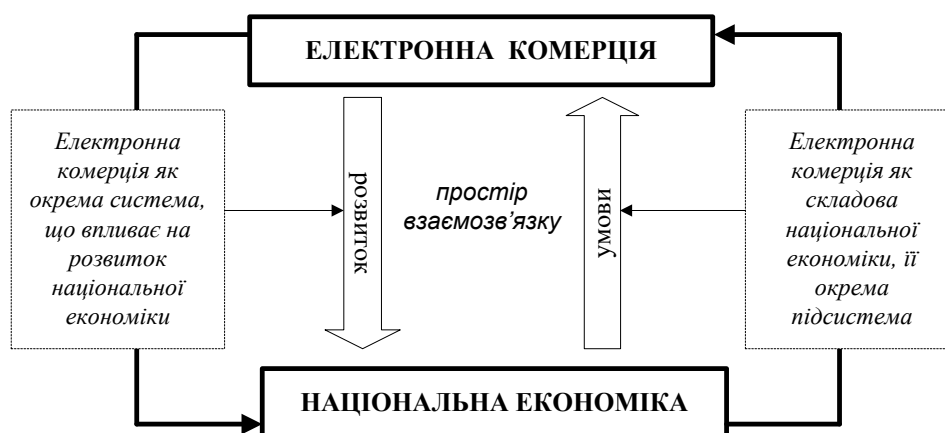 ЕЛЕКТРОННА КОМЕРЦІЯ
Електронна
комерція як
окрема система,
що впливає на
розвиток
національної
економіки
розвиток
простір
взаємозв’язку
умови
Електронна
комерція як
складова
національної
економіки, її
окрема
підсистема
НАЦІОНАЛЬНА ЕКОНОМІКА